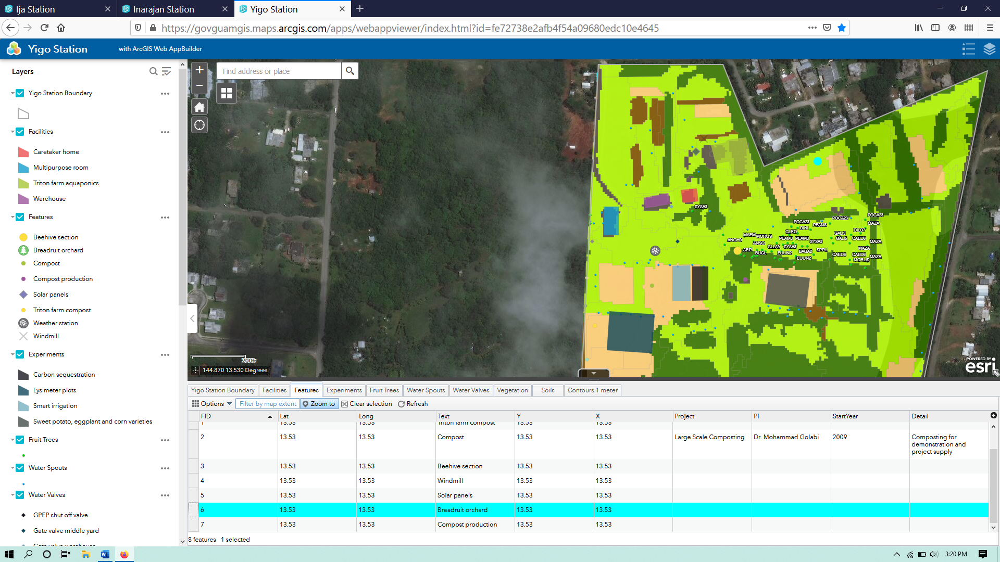 Ija Station
Inarajan Station
Yigo Station
https://govguamgis.maps.arcgis.com/apps/webappviewer/index.html?id=fe72738e2afb4f54a09680edc10e4645
Yigo Station
with ArcGIS Web AppBuilder
Layers
Yigo Station Boundary
Facilities
Caretaker home
Multipurpose room
Triton farm aquaponics
Warehouse
Features
Beehive section
Breadruit orchard
Compost
Compost production
Solar panels
Triton farm compost
Weather station
Windmill
Experiments
Carbon sequestration
Lysimeter plots
Smart irrigation
Sweet potato, eggplant and corn varieties
Fruit Trees
Water Spouts
Water Valves
GPEP shut off valve
Gate valve middle yard
Gate valve warehouse
+
−
Find address or place
SYSA3
POCA23
POCA23
POCA23
MAZA
PEAM3
DINI
CLRO
DILO7
GALI5
MAEM
MORUS
PEAM3
PEAM3
GALI5
CAED6
MAZA
ANCH9
ANSQ
SYSA3
CLLA9
SYSA3
MAZA
ARPI
BUGL
EUUN2
BAGA2
SPPU
CAED6
CAED6
MAZA
EUUN2
MORUS
200ft
144.870 13.530 Degrees
POWERED BY
esri
Yigo Station Boundary
Facilities
Features
Experiments
Fruit Trees
Water Spouts
Water Valves
Vegetation
Soils
Contours 1 meter
Options
Filter by map extent
Zoom to
Clear selection
Refresh
FID Lat Long Text Y X Project PI StartYear Detail
1 13.53 13.53 Triton farm compost 13.53 13.53
2 13.53 13.53 Compost 13.53 13.53 Large Scale Composting Dr. Mohammad Golabi 2009 Composting for
demonstration and
project supply
3 13.53 13.53 Beehive section 13.53 13.53
4 13.53 13.53 Windmill 13.53 13.53
5 13.53 13.53 Solar panels 13.53 13.53
6 13.53 13.53 Breadruit orchard 13.53 13.53
7 13.53 13.53 Compost production 13.53 13.53
8 features 1 selected
3:20 PM